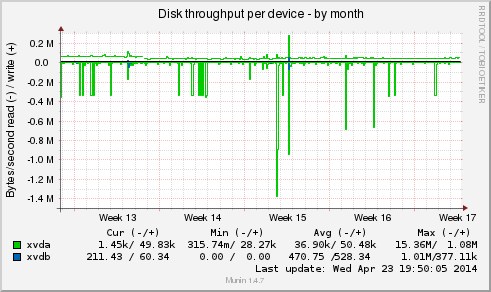 Disk throughput per device - by month
RRDTOOL / TOBI OETIKER
Bytes/second read (-) / write (+)
0.2 M
0.0
-0.2 M
-0.4 M
-0.6 M
-0.8 M
-1.0 M
-1.2 M
-1.4 M
Week 13 Week 14 Week 15 Week 16 Week 17
Cur (-/+) Min (-/+) Avg (-/+) Max (-/+)
xvda 1.45k/ 49.83k 315.74m/ 28.27k 36.90k/ 50.48k 15.36M/ 1.08M
xvdb 211.43 / 60.34 0.00 / 0.00 470.75 /528.34 1.01M/377.11k
Last update: Wed Apr 23 19:50:05 2014
Munin 1.4.7